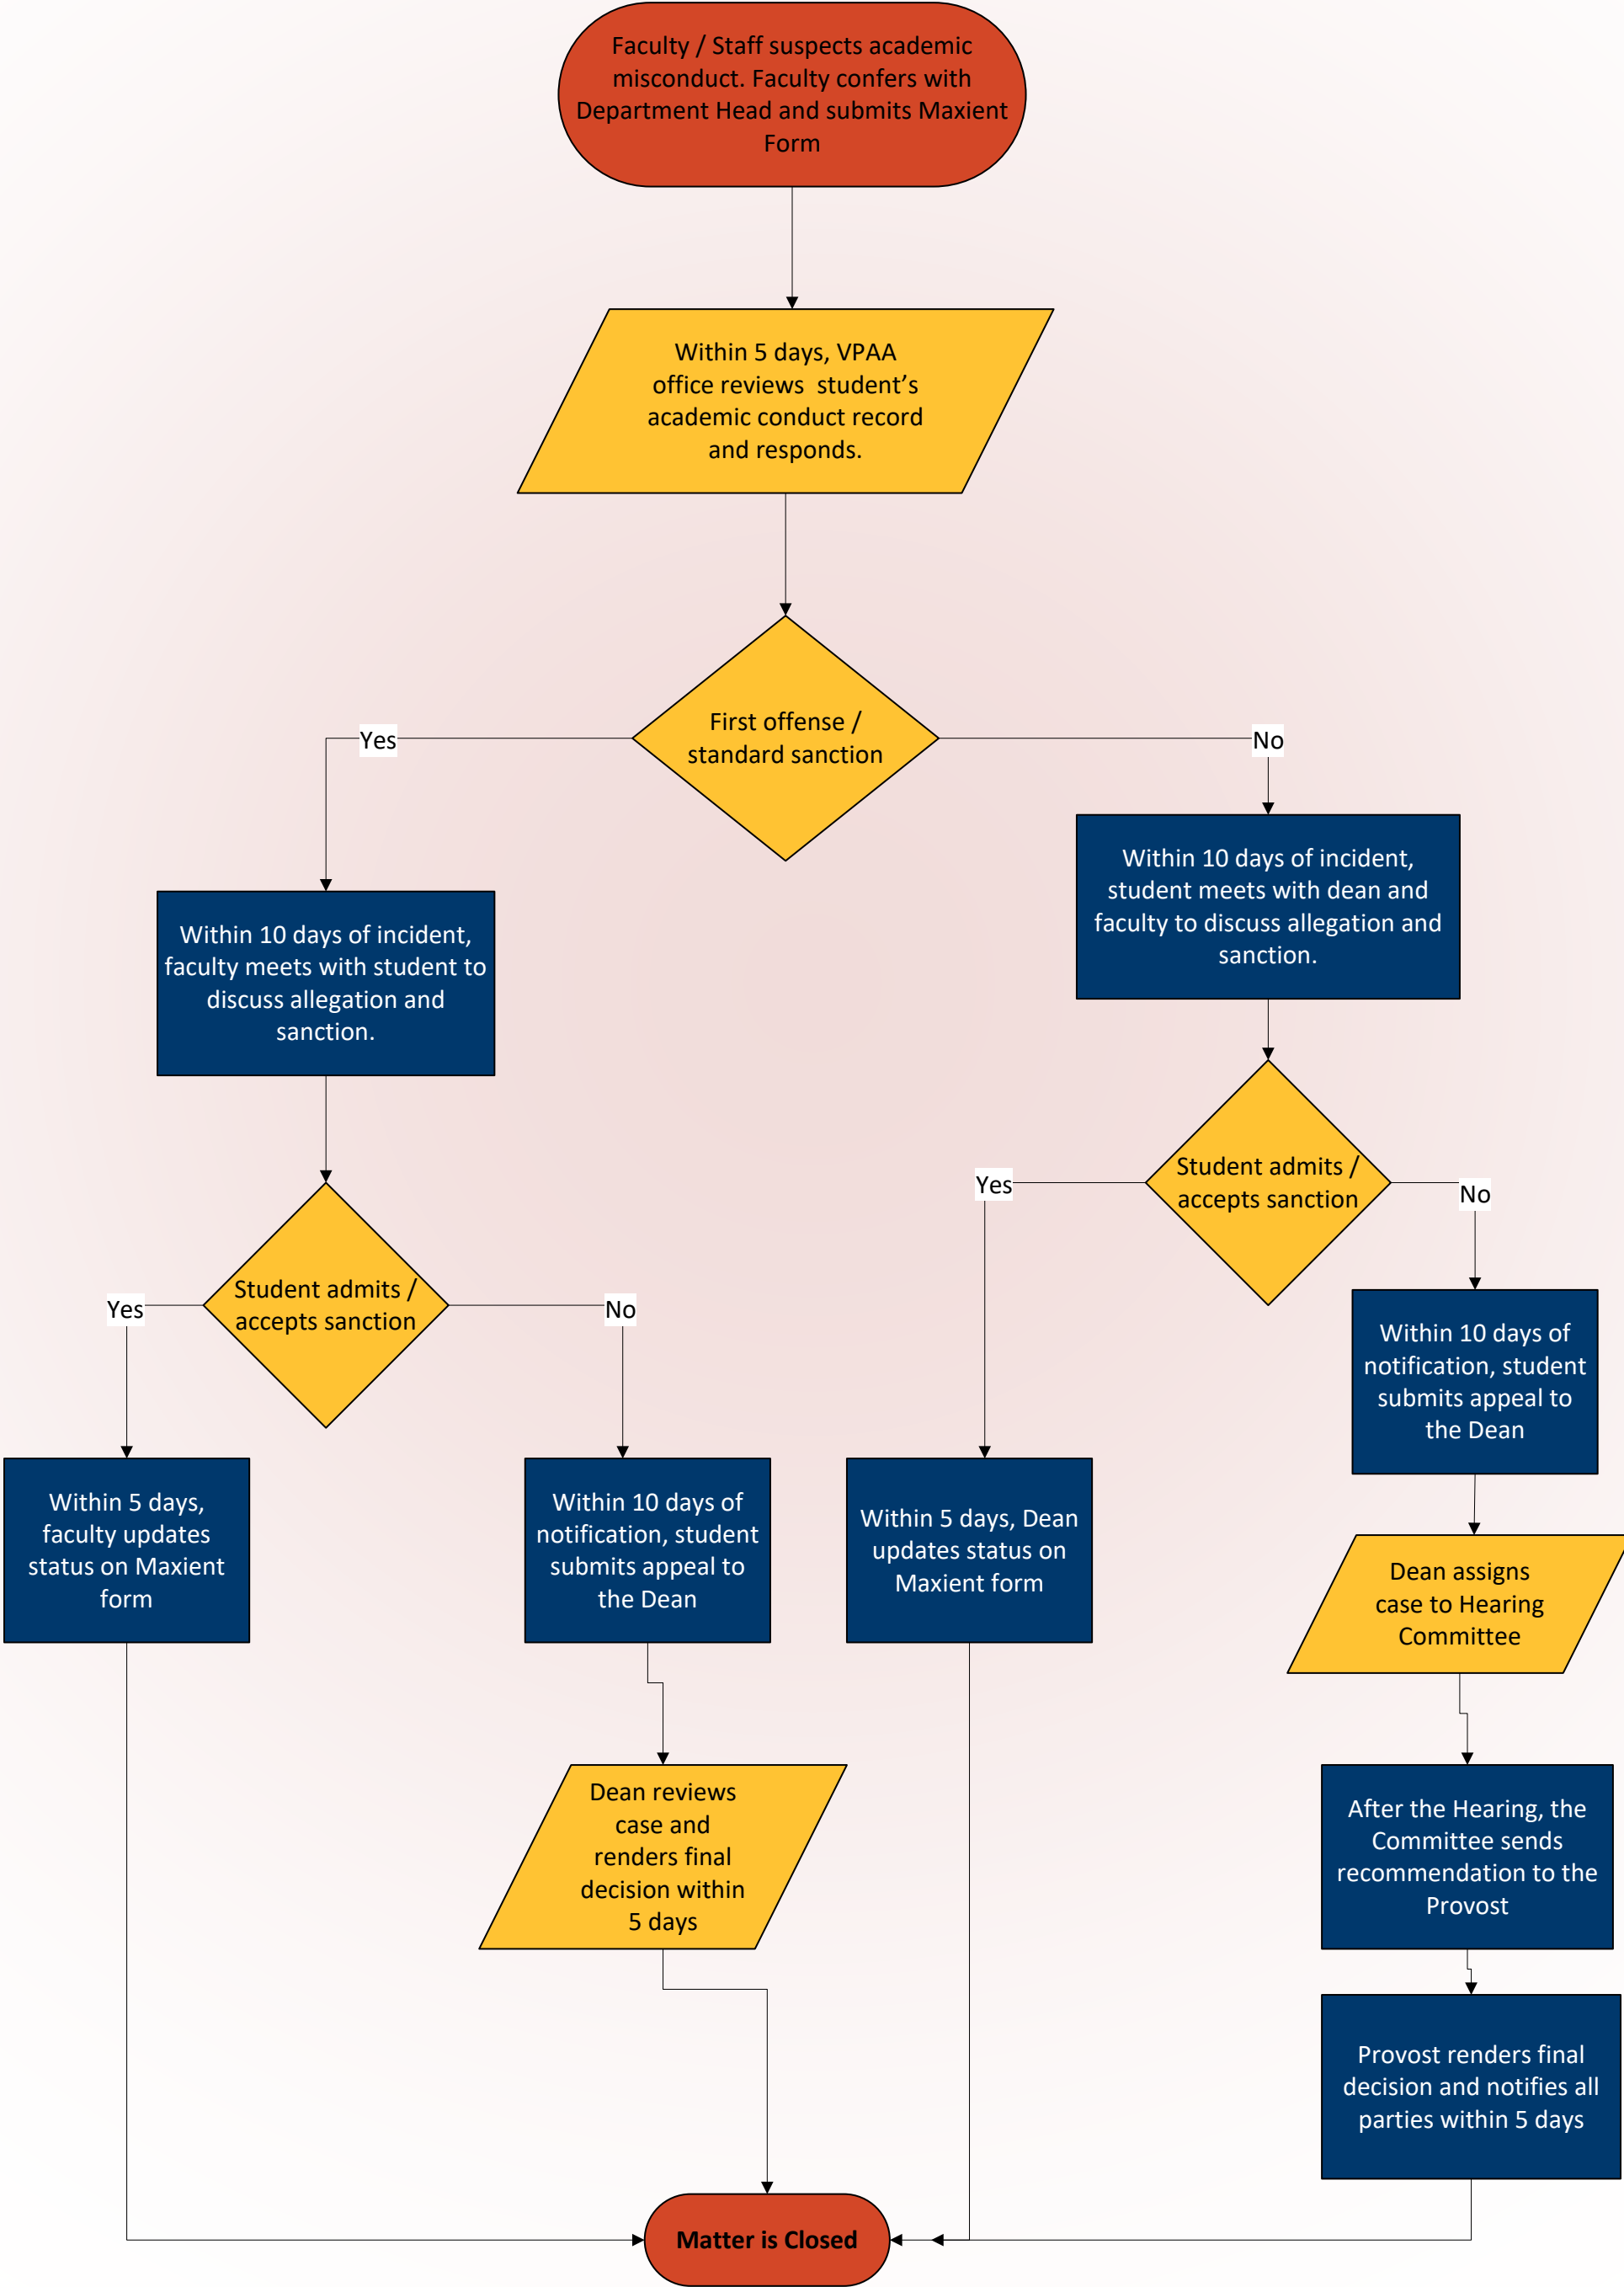 Faculty / Staff suspects academic
misconduct. Faculty confers with
Department Head and submits Maxient
Form
Within 5 days, VPAA
office reviews  student’s
academic conduct record
and responds.
First offense /
standard sanction
Yes
No
Within 10 days of incident,
faculty meets with student to
discuss allegation and
sanction.
Within 10 days of incident,
student meets with dean and
faculty to discuss allegation and
sanction.
Student admits /
accepts sanction
Yes
No
Student admits /
accepts sanction
Yes
No
Within 10 days of
notification, student
submits appeal to
the Dean
Within 5 days,
faculty updates
status on Maxient
form
Within 10 days of
notification, student
submits appeal to
the Dean
Within 5 days, Dean
updates status on
Maxient form
Dean assigns
case to Hearing
Committee
Dean reviews
case and
renders final
decision within
5 days
After the Hearing, the
Committee sends
recommendation to the
Provost
Provost renders final
decision and notifies all
parties within 5 days
Matter is Closed